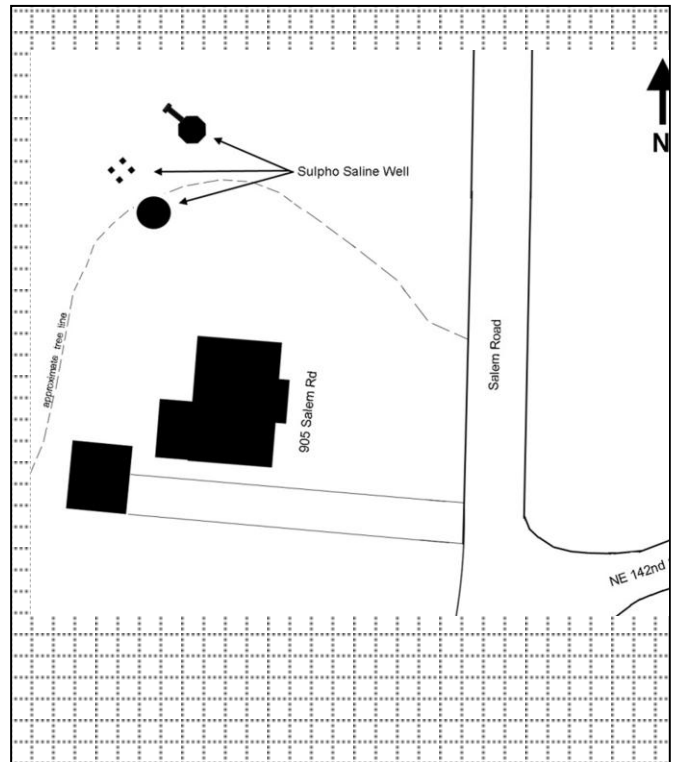 N
Sulpho Saline Well
approximate tree line
905 Salem Rd
Salem Road
NE 142nd